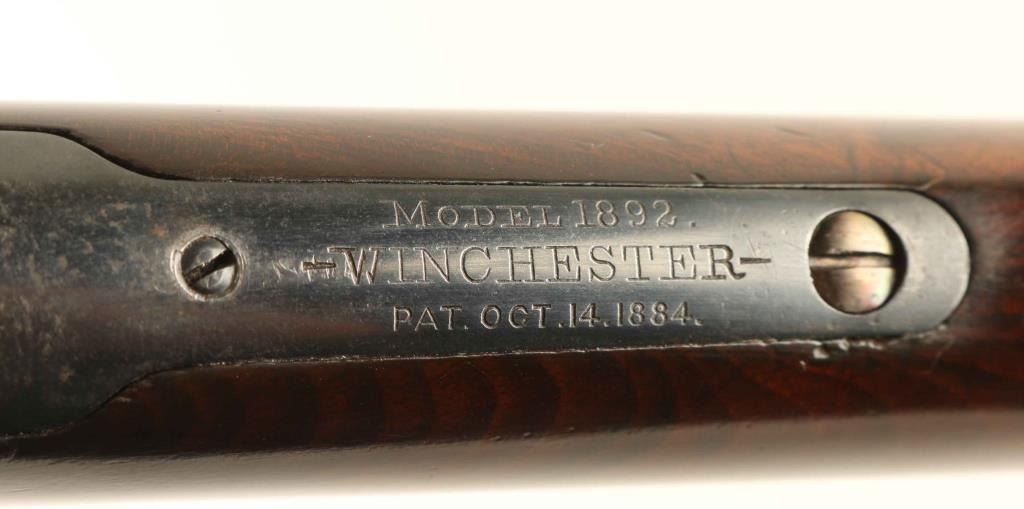 MODEL 1892.
-WINCHESTER-
PAT. OCT. 14. 1884.